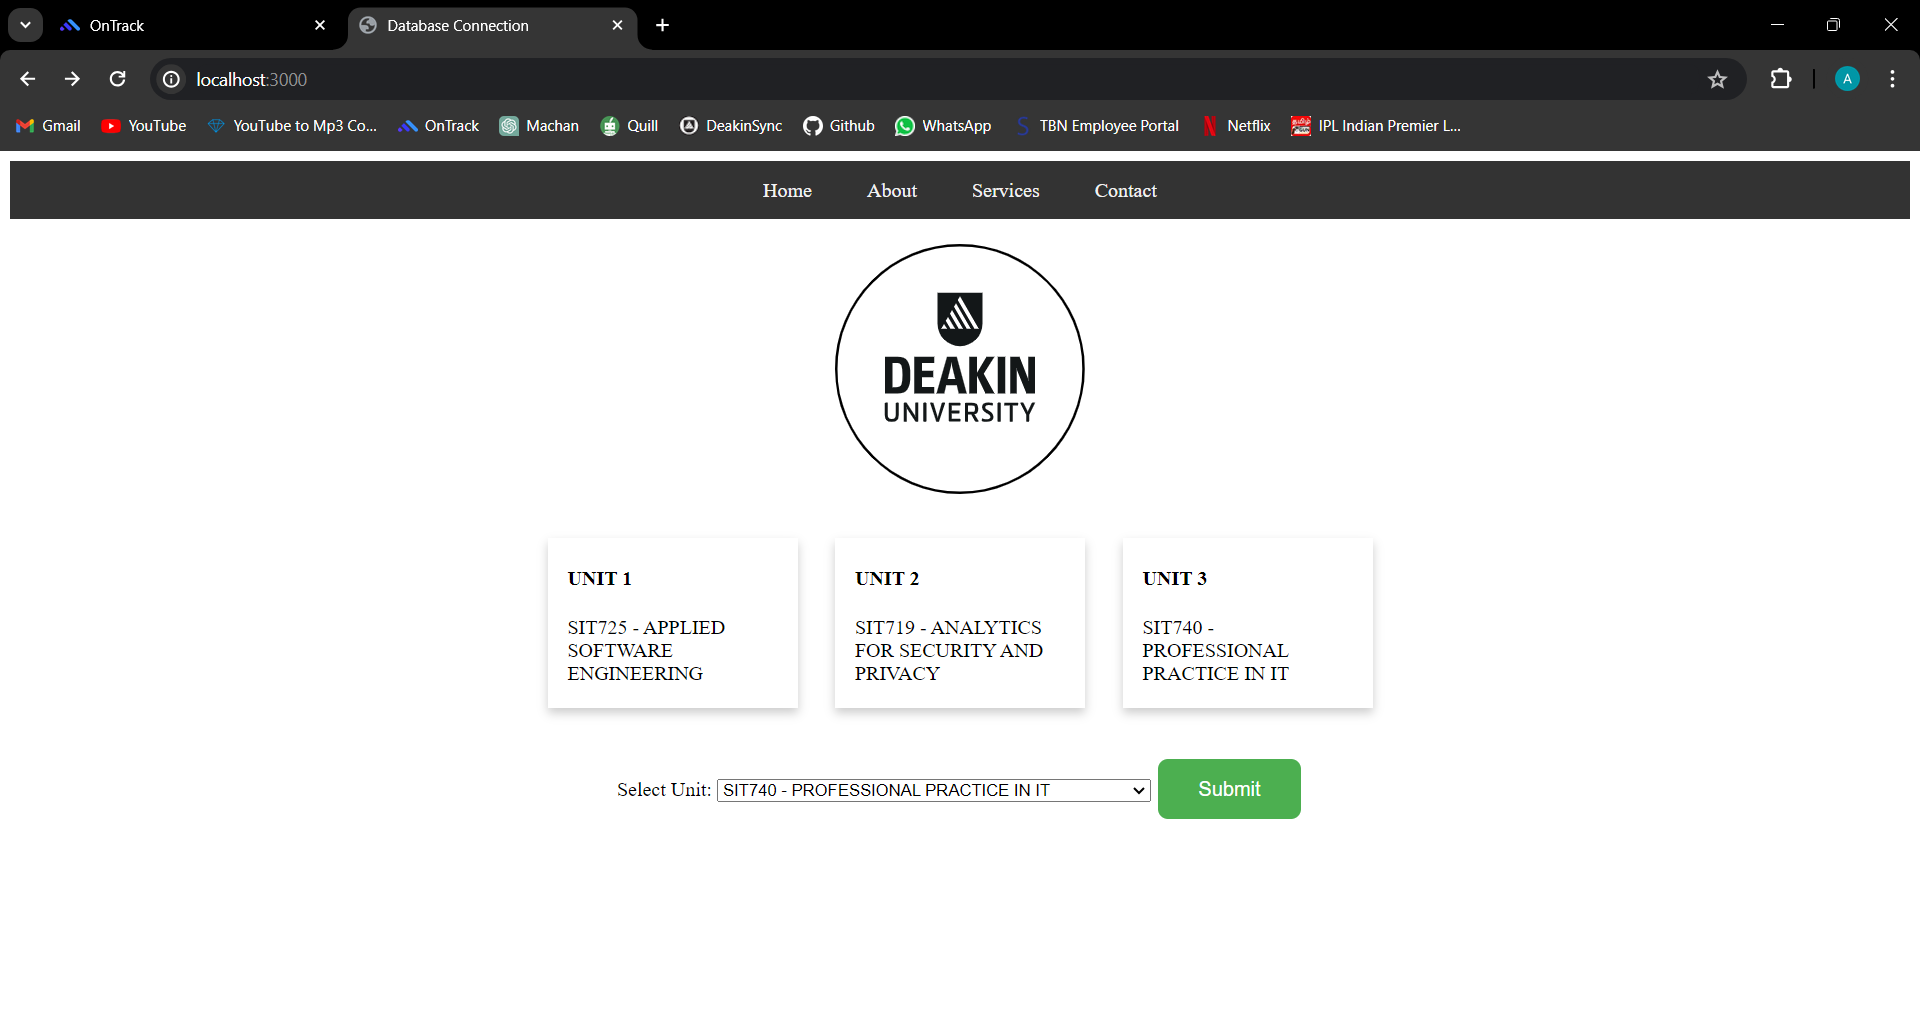 OnTrack
Database Connection
localhost:3000
A
Gmail
YouTube
YouTube to Mp3 Co...
OnTrack
Machan
Quill
DeakinSync
Github
WhatsApp
TBN Employee Portal
Netflix
IPL Indian Premier L...
Home
About
Services
Contact
DEAKIN
UNIVERSITY
UNIT 1
SIT725 - APPLIED
SOFTWARE
ENGINEERING
UNIT 2
SIT719 - ANALYTICS
FOR SECURITY AND
PRIVACY
UNIT 3
SIT740 -
PROFESSIONAL
PRACTICE IN IT
Select Unit: SIT740 - PROFESSIONAL PRACTICE IN IT
Submit